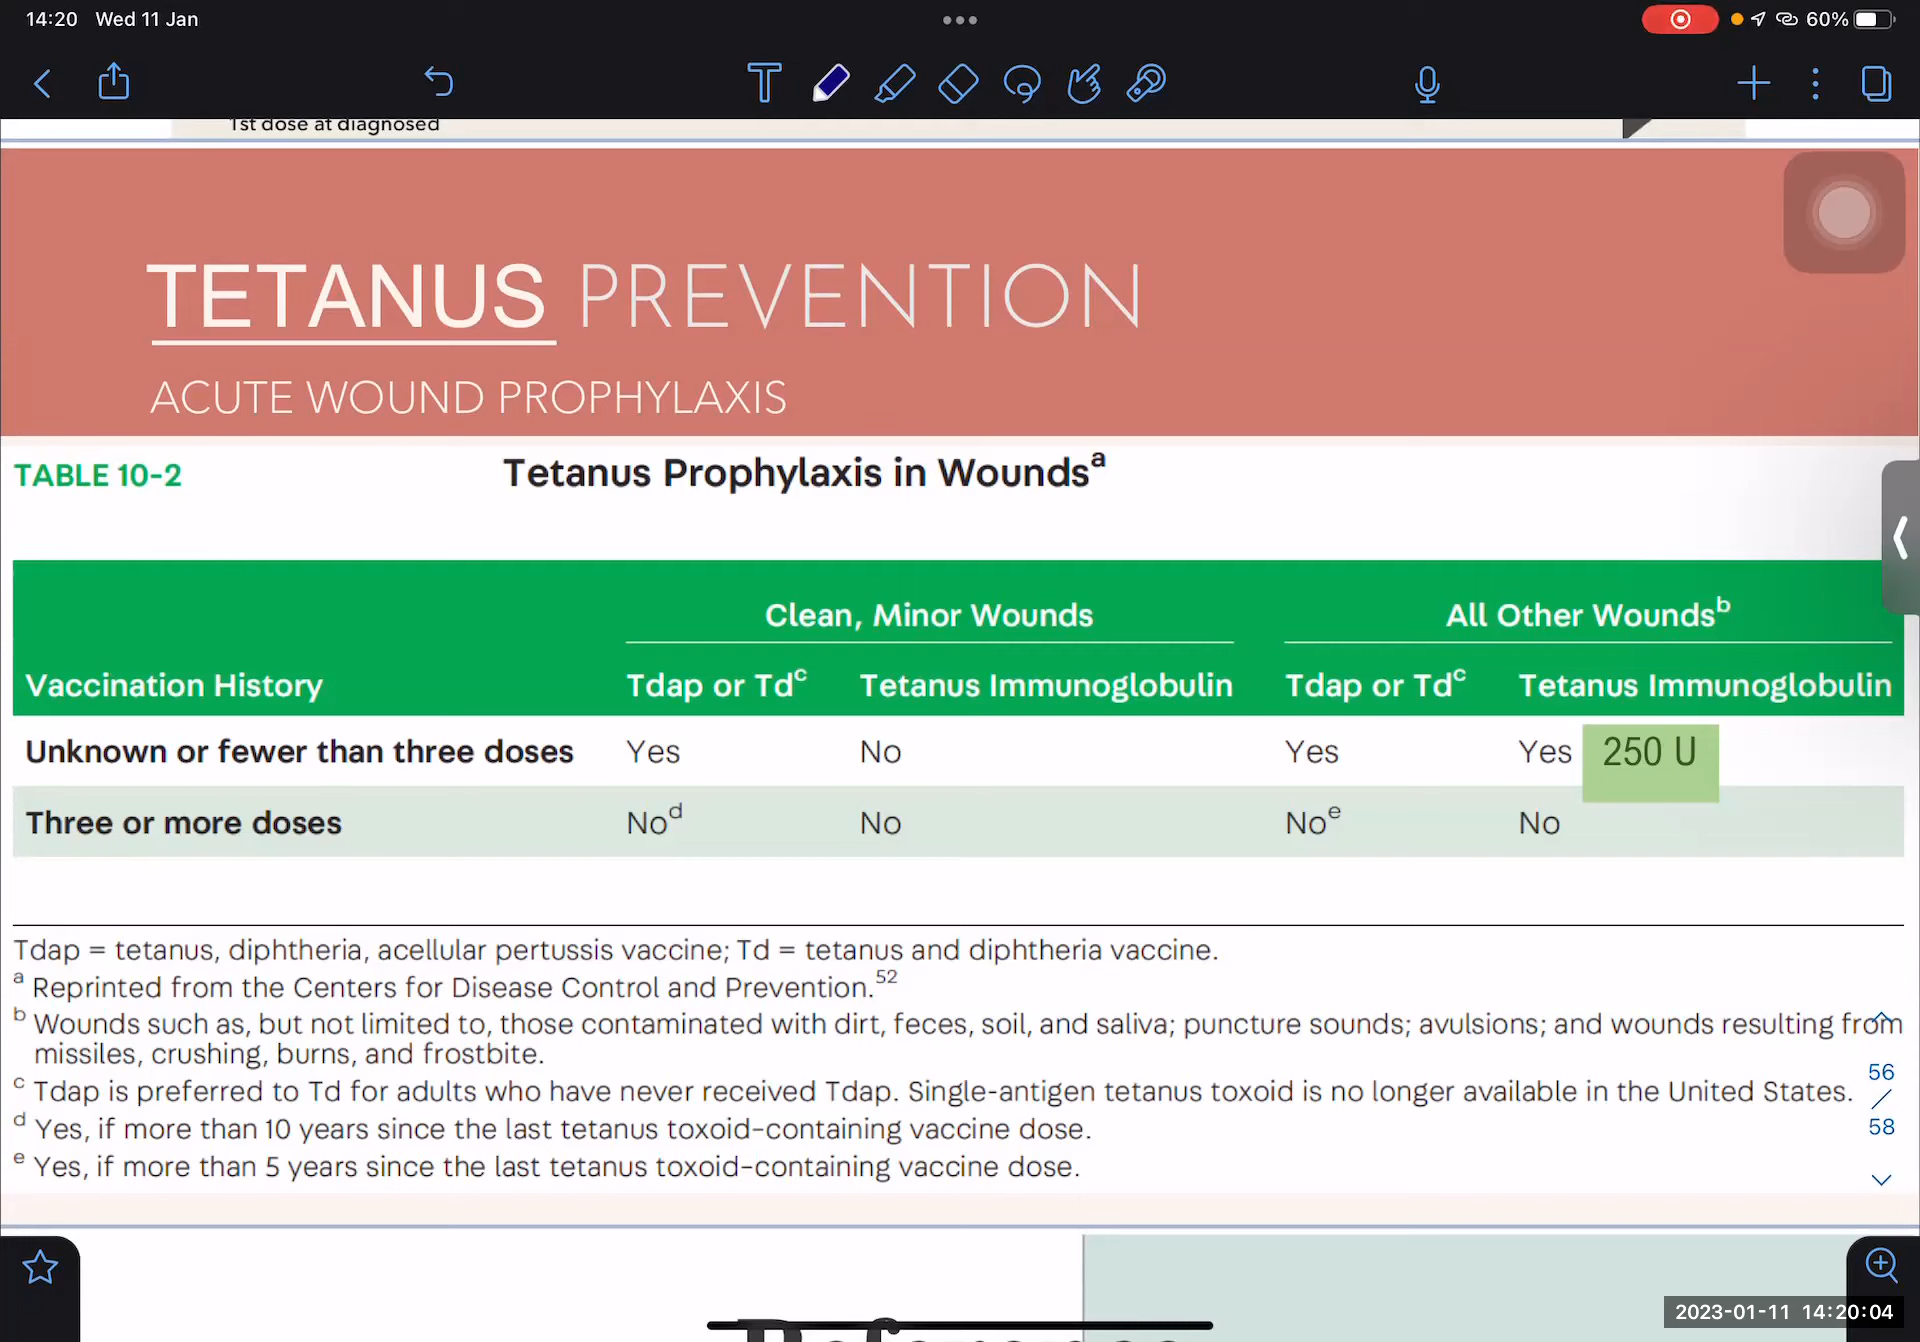 14:20 Wed 11 Jan
60%
1st dose at diagnosed
TETANUS PREVENTION
ACUTE WOUND PROPHYLAXIS
TABLE 10-2 Tetanus Prophylaxis in Woundsᵃ
Clean, Minor Wounds All Other Woundsᵇ
Vaccination History Tdap or Tdᶜ Tetanus Immunoglobulin Tdap or Tdᶜ Tetanus Immunoglobulin
Unknown or fewer than three doses Yes No Yes Yes 250 U
Three or more doses Noᵈ No Noᵉ No
Tdap = tetanus, diphtheria, acellular pertussis vaccine; Td = tetanus and diphtheria vaccine.
ᵃ Reprinted from the Centers for Disease Control and Prevention.⁵²
ᵇ Wounds such as, but not limited to, those contaminated with dirt, feces, soil, and saliva; puncture sounds; avulsions; and wounds resulting from
missiles, crushing, burns, and frostbite.
ᶜ Tdap is preferred to Td for adults who have never received Tdap. Single-antigen tetanus toxoid is no longer available in the United States.
ᵈ Yes, if more than 10 years since the last tetanus toxoid-containing vaccine dose.
ᵉ Yes, if more than 5 years since the last tetanus toxoid-containing vaccine dose.
56
/
58
2023-01-11 14:20:04